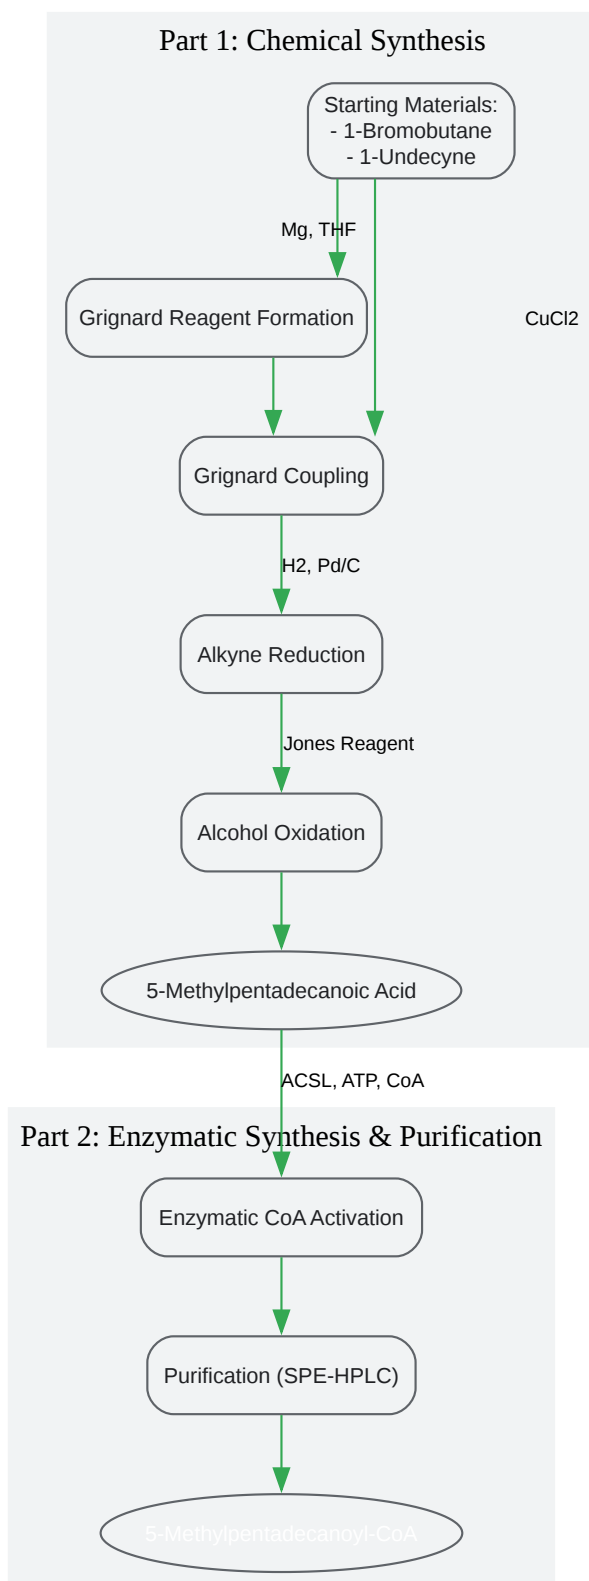 Part 1: Chemical Synthesis
Starting Materials:
- 1-Bromobutane
- 1-Undecyne
Mg, THF
Grignard Reagent Formation
CuCl2
Grignard Coupling
H2, Pd/C
Alkyne Reduction
Jones Reagent
Alcohol Oxidation
5-Methylpentadecanoic Acid
ACSL, ATP, CoA
Part 2: Enzymatic Synthesis & Purification
Enzymatic CoA Activation
Purification (SPE-HPLC)
5-Methylpentadecanoyl-CoA